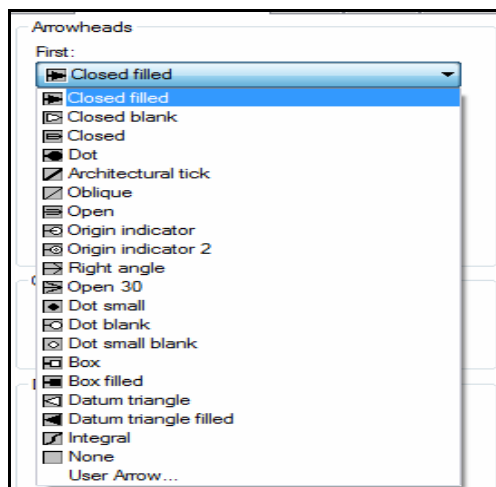 Arrowheads
First:
Closed filled
Closed filled
Closed blank
Closed
Dot
Architectural tick
Oblique
Open
Origin indicator
Origin indicator 2
Right angle
Open 30
Dot small
Dot blank
Dot small blank
Box
Box filled
Datum triangle
Datum triangle filled
Integral
None
User Arrow...